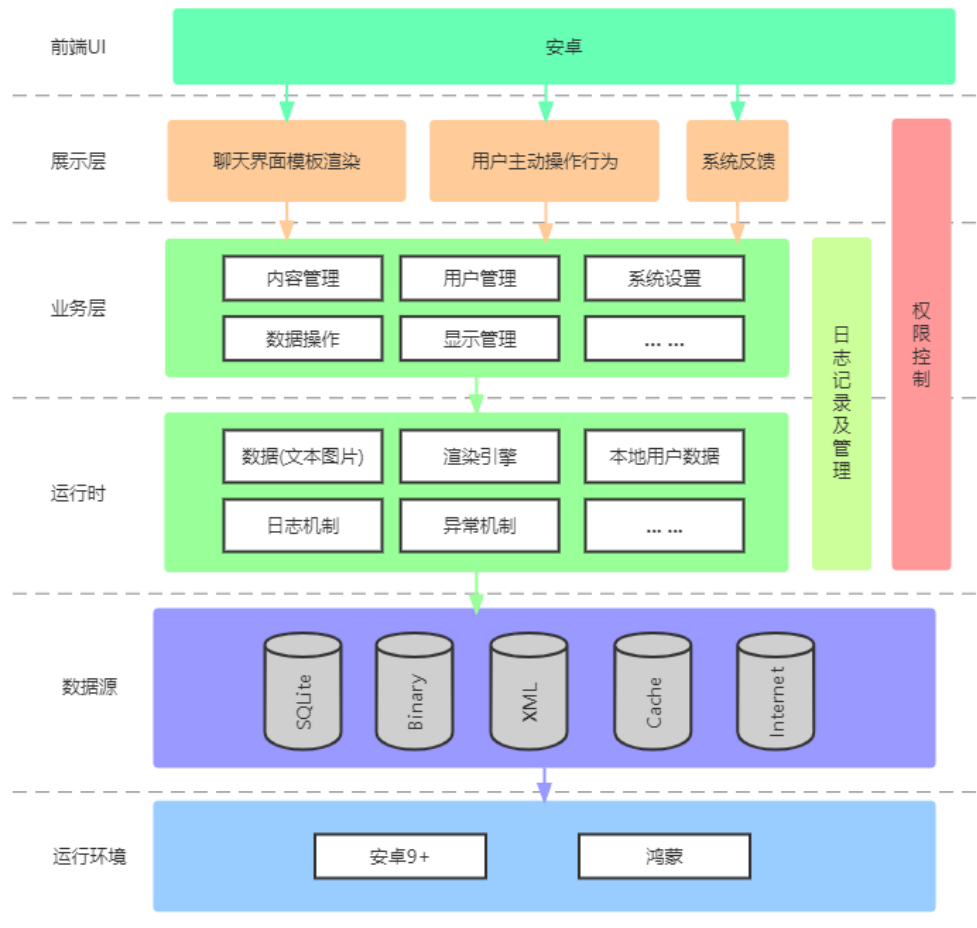 前端UI
安卓
展示层
聊天界面模板渲染
用户主动操作行为
系统反馈
业务层
内容管理
用户管理
系统设置
数据操作
显示管理
... ...
运行时
数据(文本图片)
渲染引擎
本地用户数据
日志机制
异常机制
... ...
日志记录及管理
权限控制
数据源
SQLite
Binary
XML
Cache
Internet
运行环境
安卓9+
鸿蒙